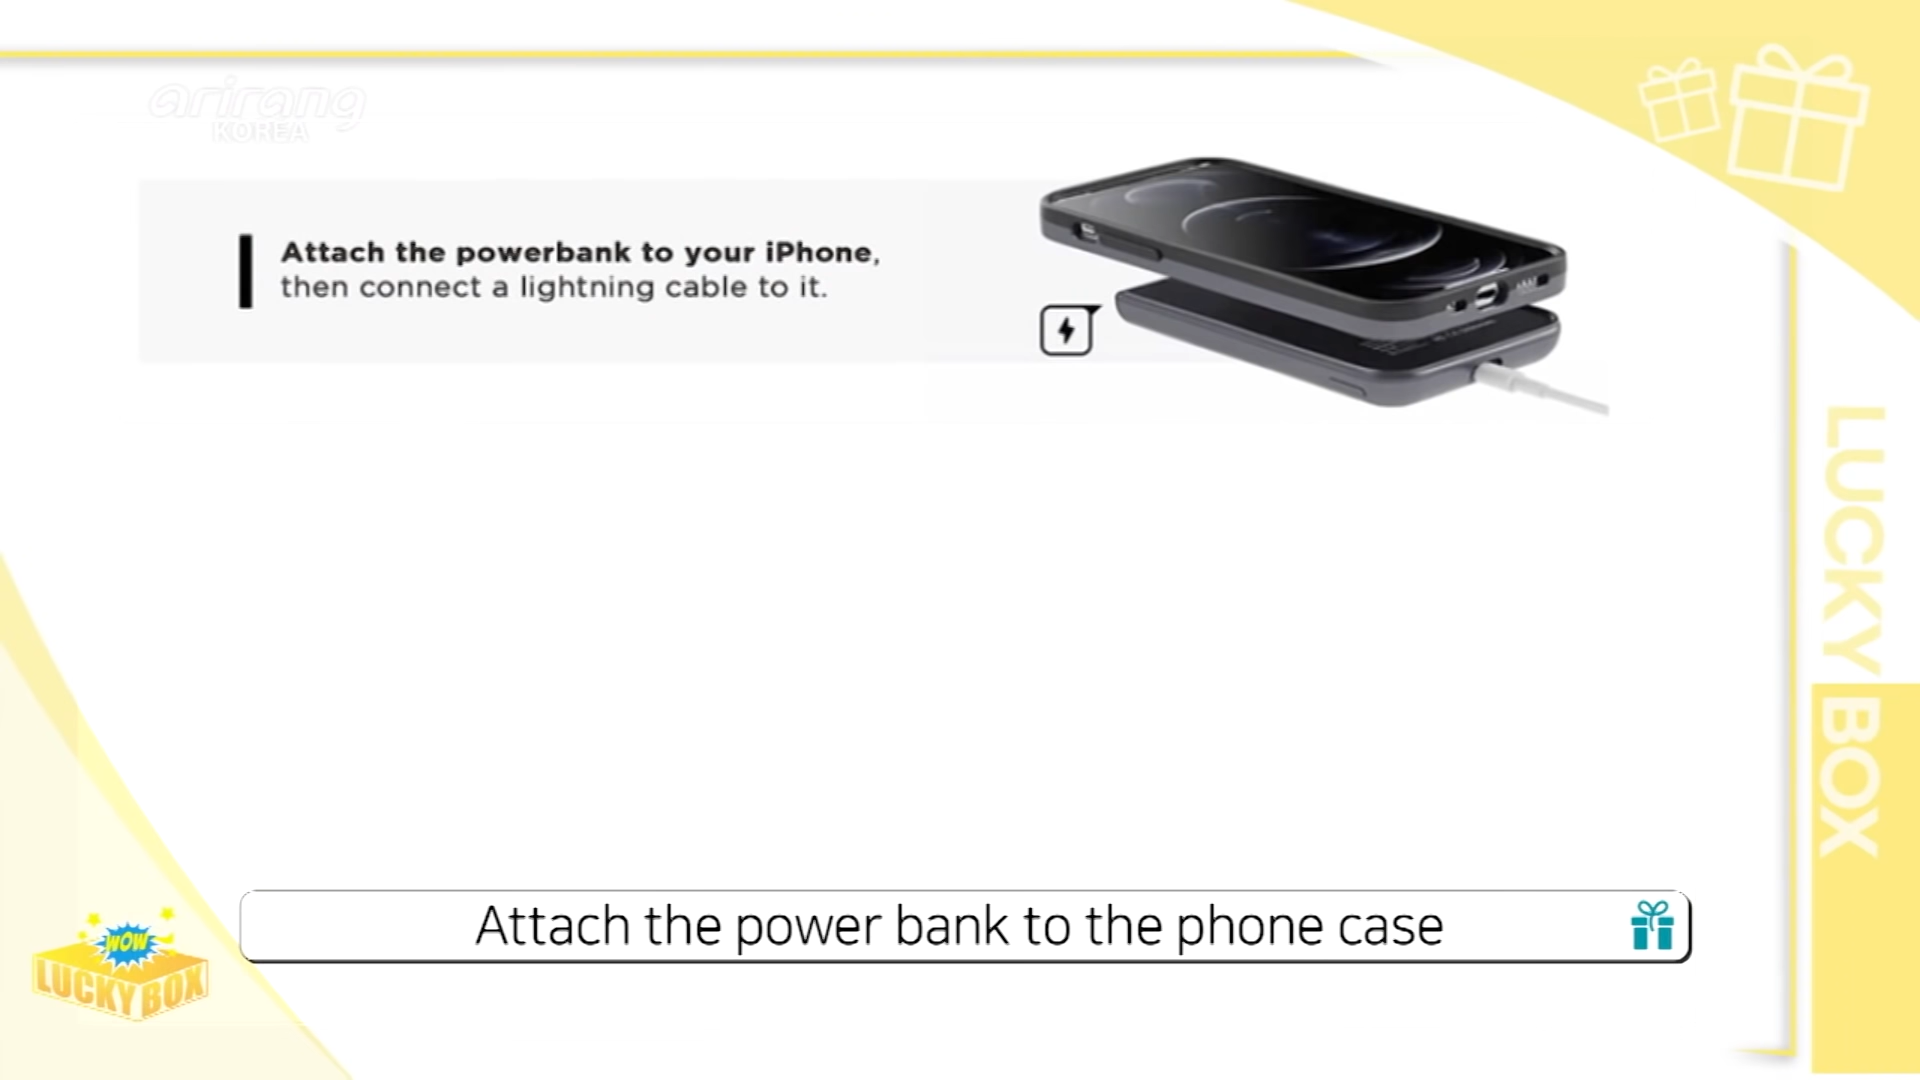 arirang
KOREA
Attach the powerbank to your iPhone,
then connect a lightning cable to it.
LUCKY BOX
Attach the power bank to the phone case
WOW
LUCKY BOX